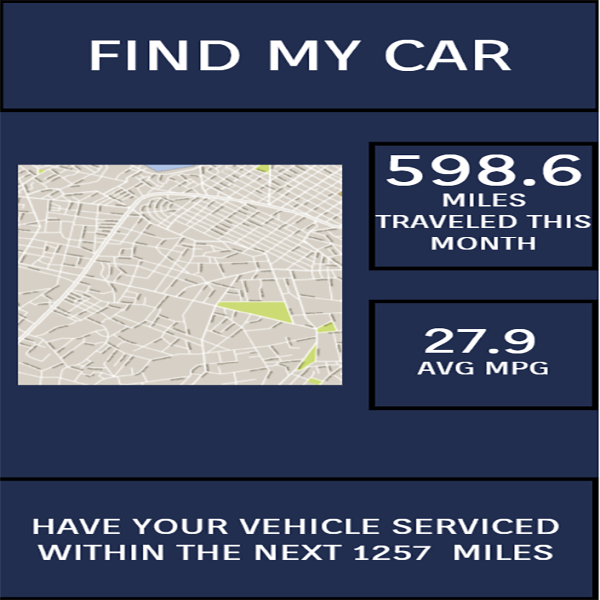 FIND MY CAR
598.6
MILES
TRAVELED THIS
MONTH
27.9
AVG MPG
HAVE YOUR VEHICLE SERVICED
WITHIN THE NEXT 1257 MILES